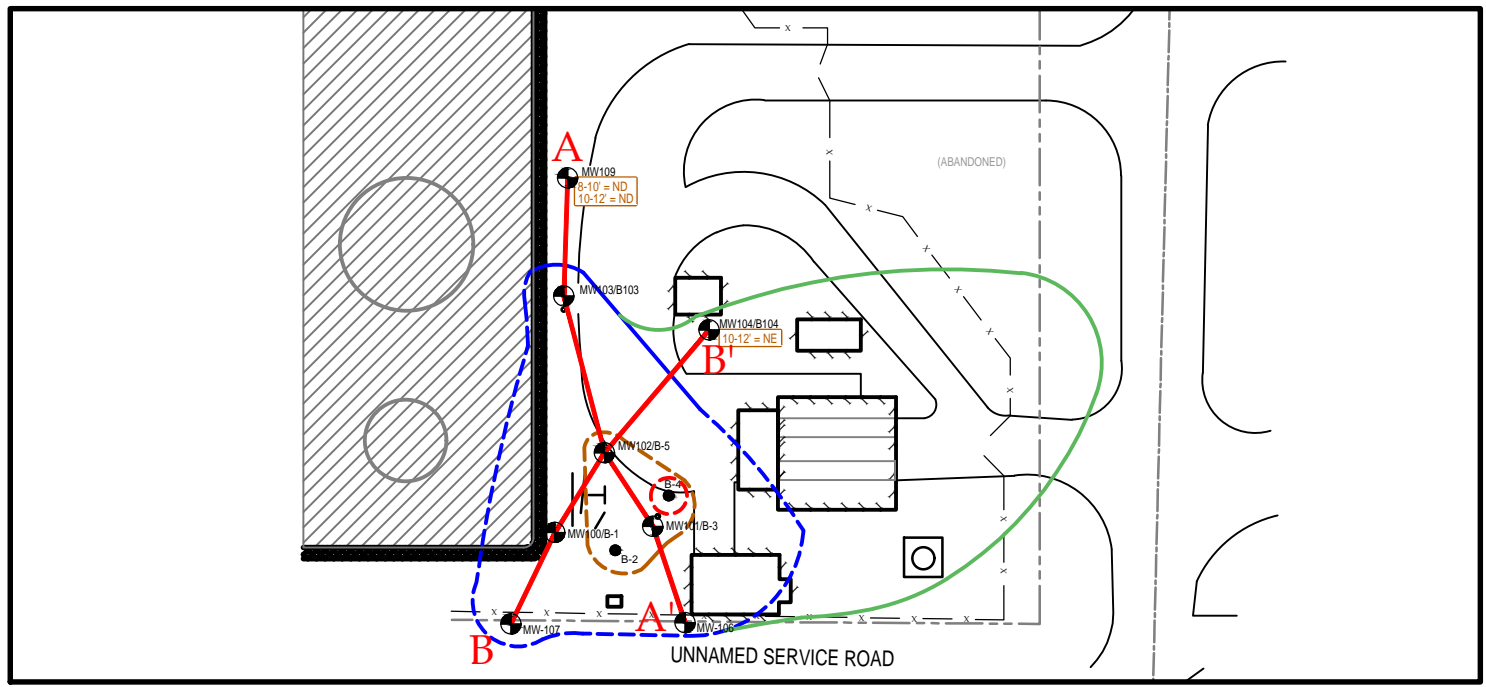 x
x
x
(ABANDONED)
A
MW109
8-10' = ND
10-12' = ND
x
x
x
x
MW103/B103
MW104/B104
10-12' = NE
B'
x
x
MW102/B-5
B-4
MW101/B-3
MW100/B-1
B-2
x
x
x
x
x
x
x
x
x
A'
MW-107
MW-106
B
UNNAMED SERVICE ROAD